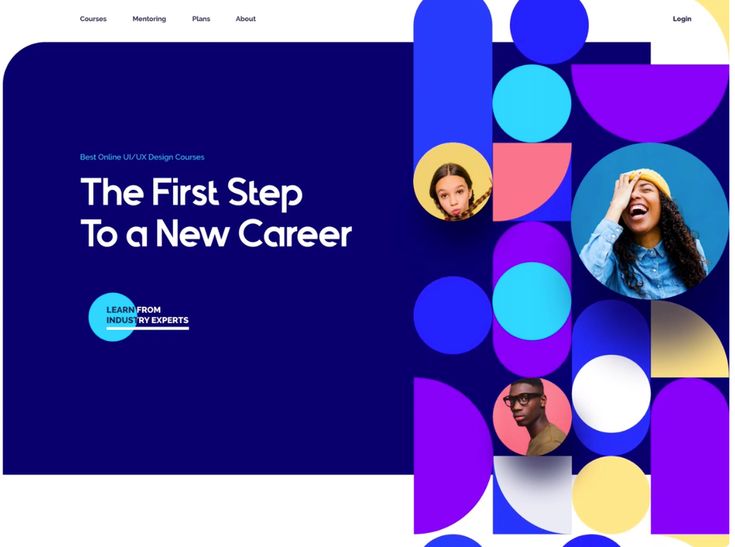 Courses
Mentoring
Plans
About
Login
Best Online UI/UX Design Courses
The First Step
To a New Career
LEARN FROM
INDUSTRY EXPERTS